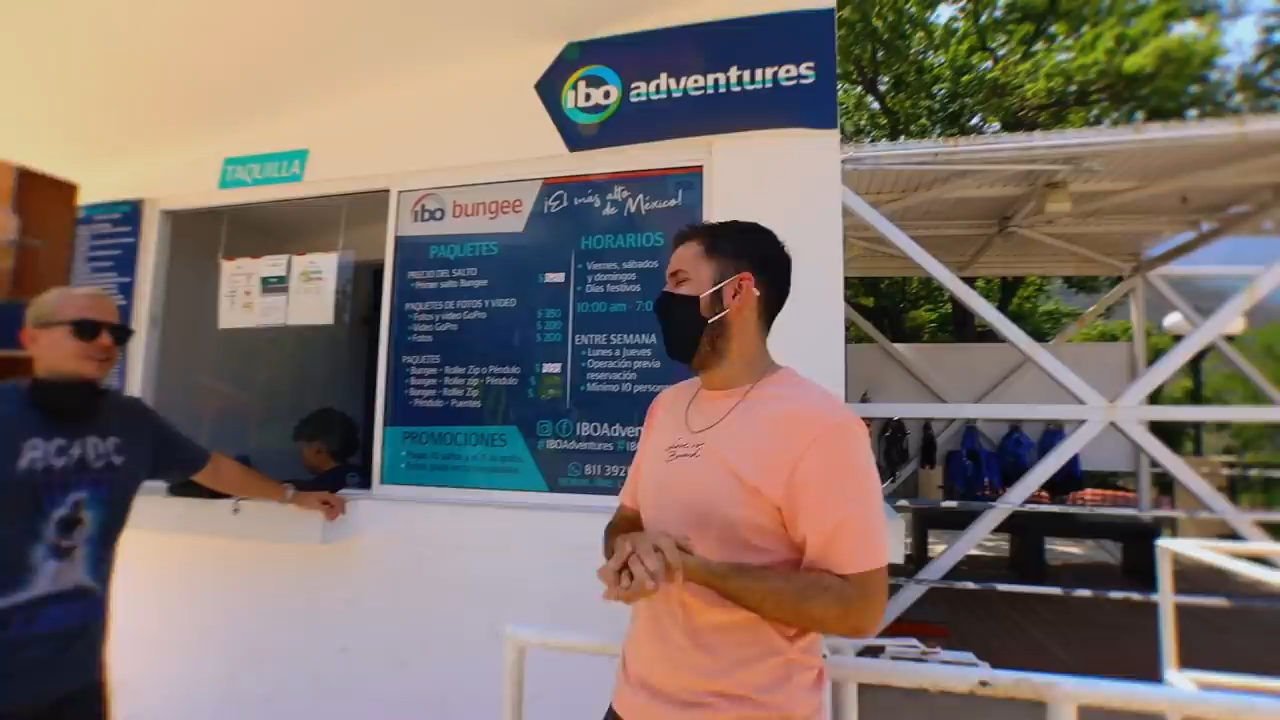 ibo adventures
TAQUILLA
ibo bungee
¡El más alto
de México!
PAQUETES
PRECIO DEL SALTO
• Primer salto Bungee
$
PAQUETES DE FOTOS Y VIDEO
• Fotos y video GoPro $ 350
• Video GoPro $ 200
• Fotos $ 200
PAQUETES
• Bungee - Roller Zip o Péndulo $
• Bungee - Roller zip - Péndulo $
• Bungee - Roller Zip $
• Péndulo - Puentes
PROMOCIONES
HORARIOS
• Viernes, sábados
y domingos
• Días festivos
10:00 am - 7:0
ENTRE SEMANA
• Lunes a Jueves
• Operación previa
reservación
• Mínimo 10 person
IBOAdven
#IBOAdventures
811 392
AC DC